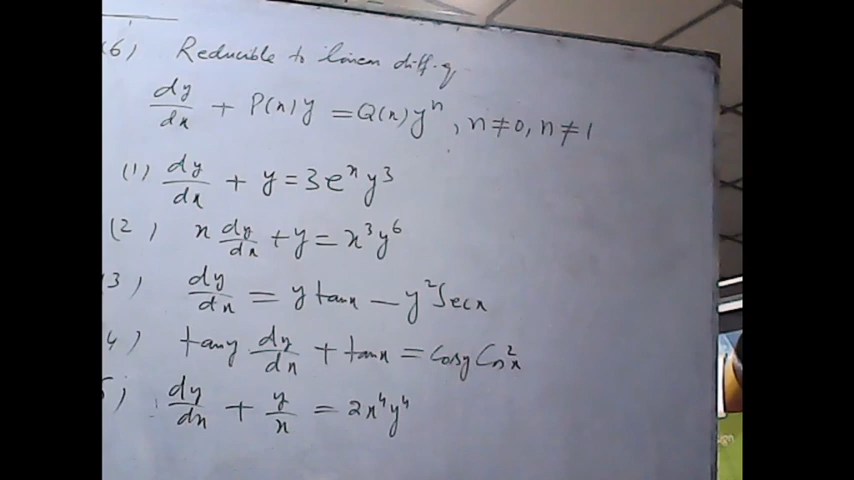 (6) Reducible to linear diff. eq
dy/dx + P(x)y = Q(x)yⁿ, n≠0, n≠1
(1) dy/dx + y = 3eˣy³
(2) x dy/dx + y = x³y⁶
(3) dy/dx = y tanx – y²Secx
(4) tany dy/dx + tanx = Cosy Cos²x
5) dy/dx + y/x = 2x⁴y⁴